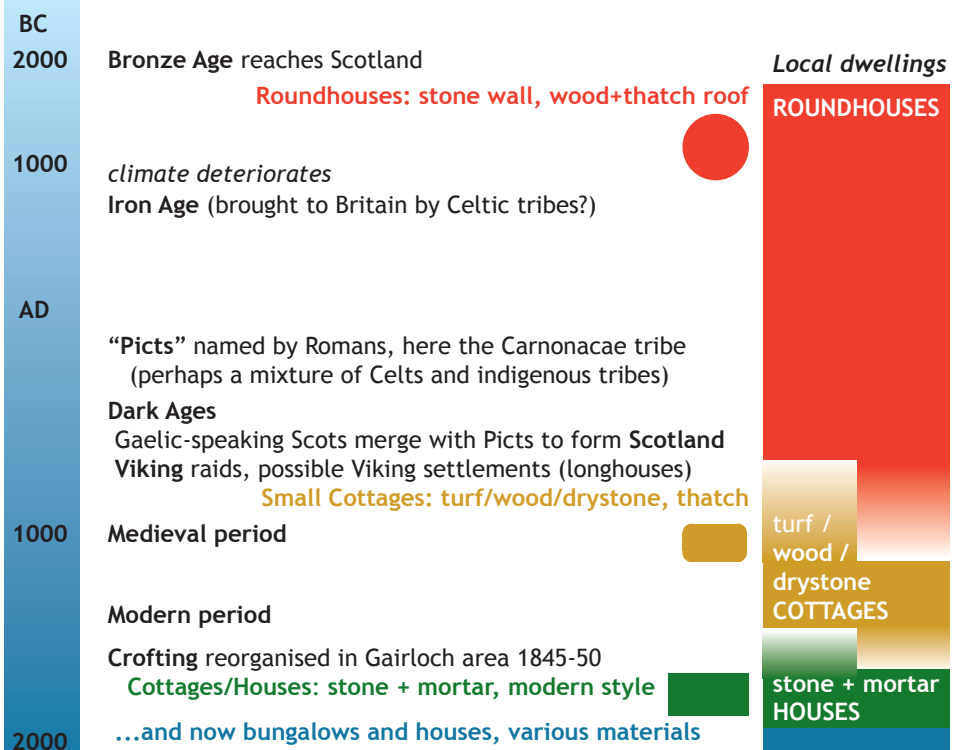 BC
2000
Bronze Age reaches Scotland
Local dwellings
Roundhouses: stone wall, wood+thatch roof
ROUNDHOUSES
1000
climate deteriorates
Iron Age (brought to Britain by Celtic tribes?)
AD
“Picts” named by Romans, here the Carnonacae tribe
(perhaps a mixture of Celts and indigenous tribes)
Dark Ages
Gaelic-speaking Scots merge with Picts to form Scotland
Viking raids, possible Viking settlements (longhouses)
Small Cottages: turf/wood/drystone, thatch
1000
Medieval period
turf /
wood /
drystone
COTTAGES
Modern period
Crofting reorganised in Gairloch area 1845-50
Cottages/Houses: stone + mortar, modern style
stone + mortar
HOUSES
...and now bungalows and houses, various materials
2000